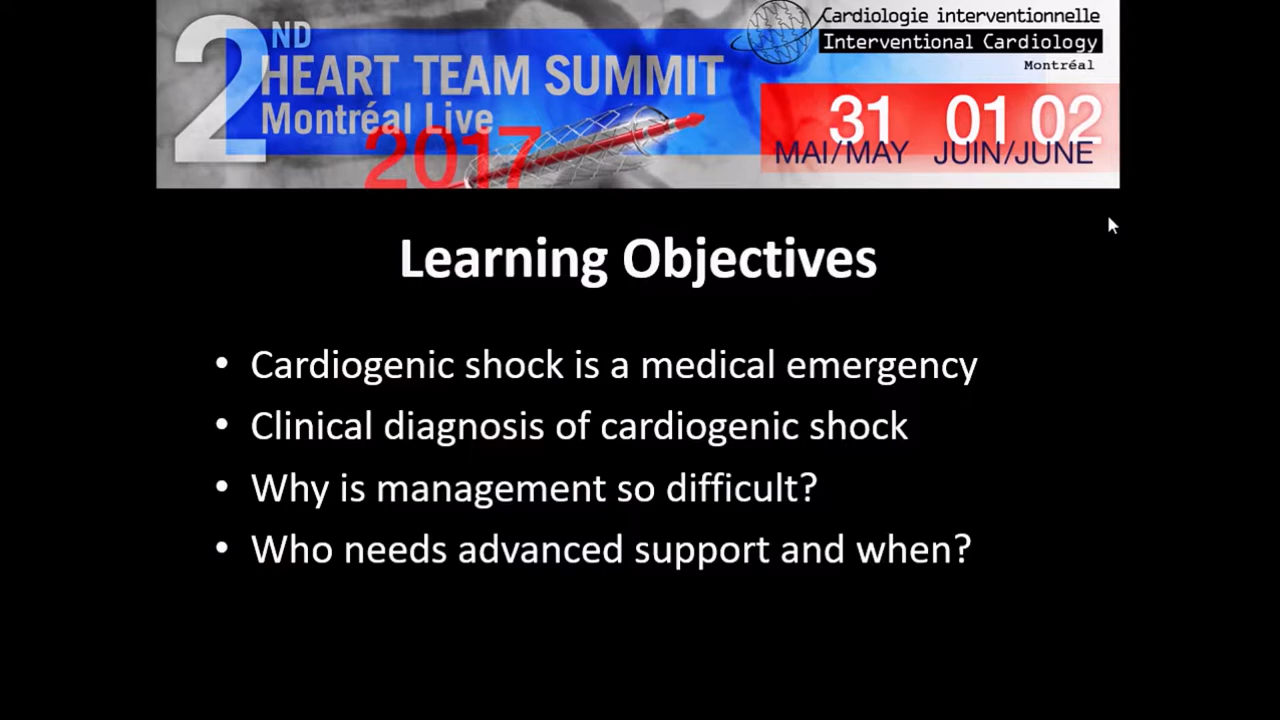 2ND
HEART TEAM SUMMIT
Montréal Live
2017
Cardiologie interventionnelle
Interventional Cardiology
Montréal
31 01 02
MAI/MAY JUIN/JUNE
Learning Objectives
• Cardiogenic shock is a medical emergency
• Clinical diagnosis of cardiogenic shock
• Why is management so difficult?
• Who needs advanced support and when?